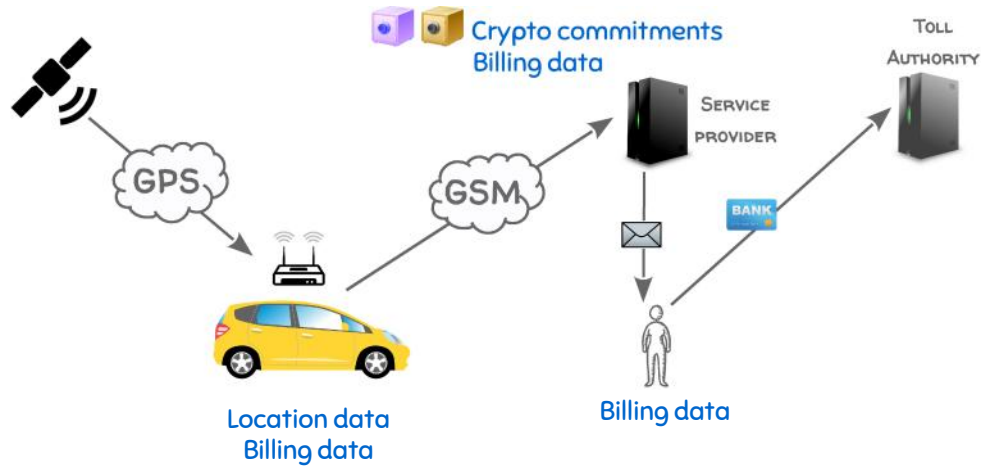 Crypto commitments
Billing data
TOLL
AUTHORITY
SERVICE
PROVIDER
GPS
GSM
BANK
Location data
Billing data
Billing data